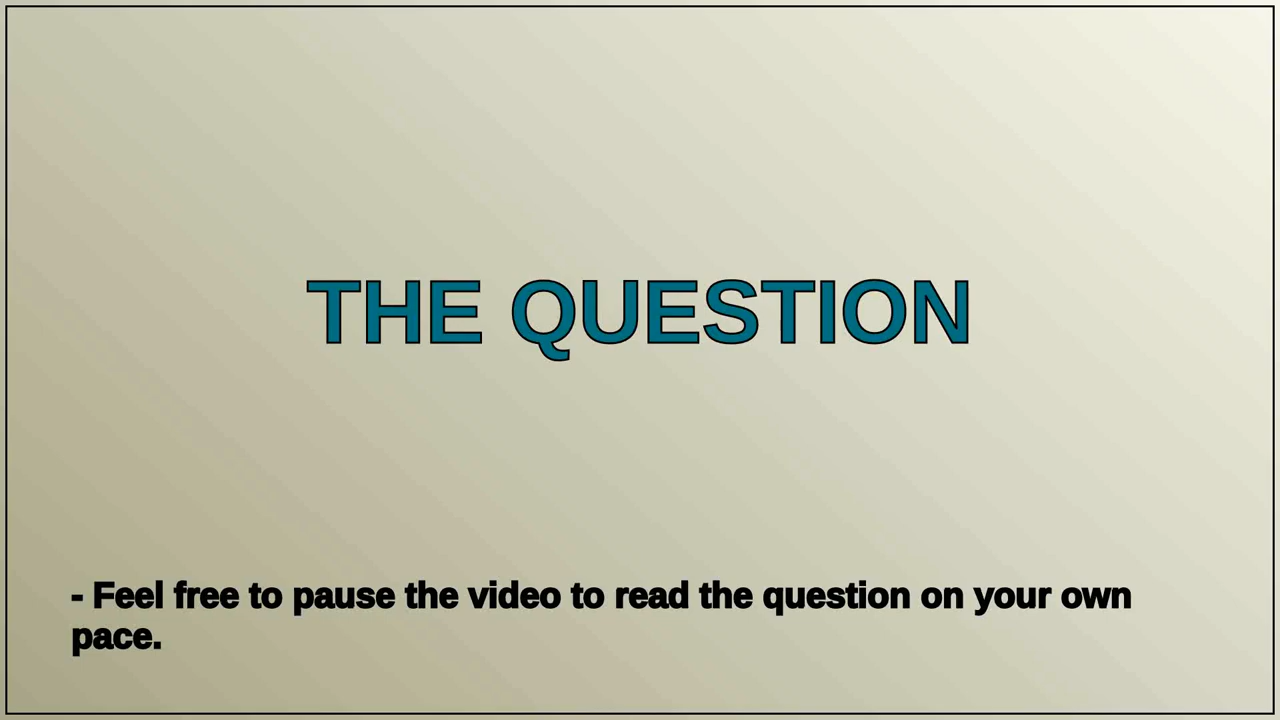 THE QUESTION
- Feel free to pause the video to read the question on your own
pace.